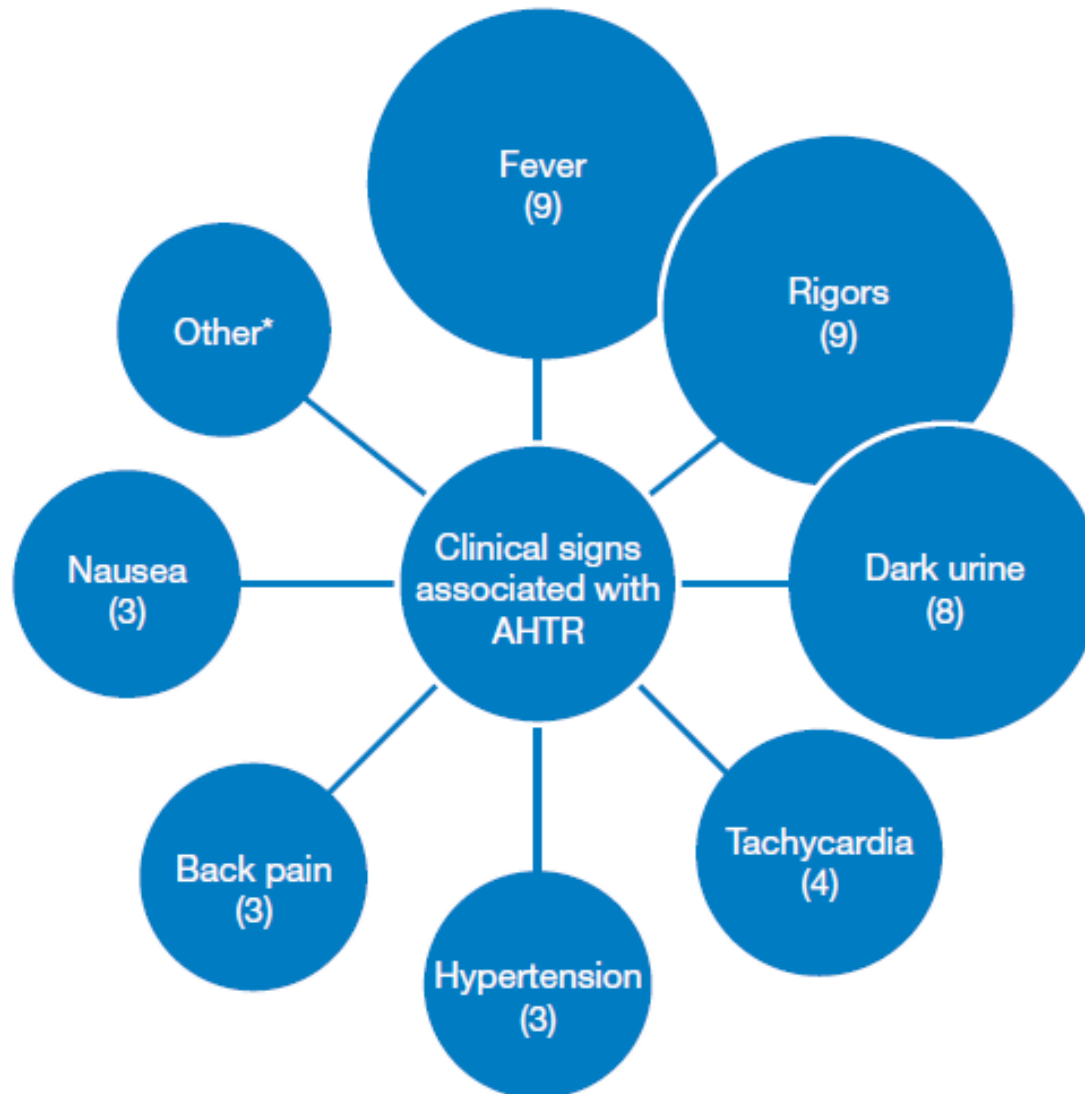 Fever
(9)
Rigors
(9)
Other*
Clinical signs
associated with
AHTR
Nausea
(3)
Dark urine
(8)
Back pain
(3)
Tachycardia
(4)
Hypertension
(3)